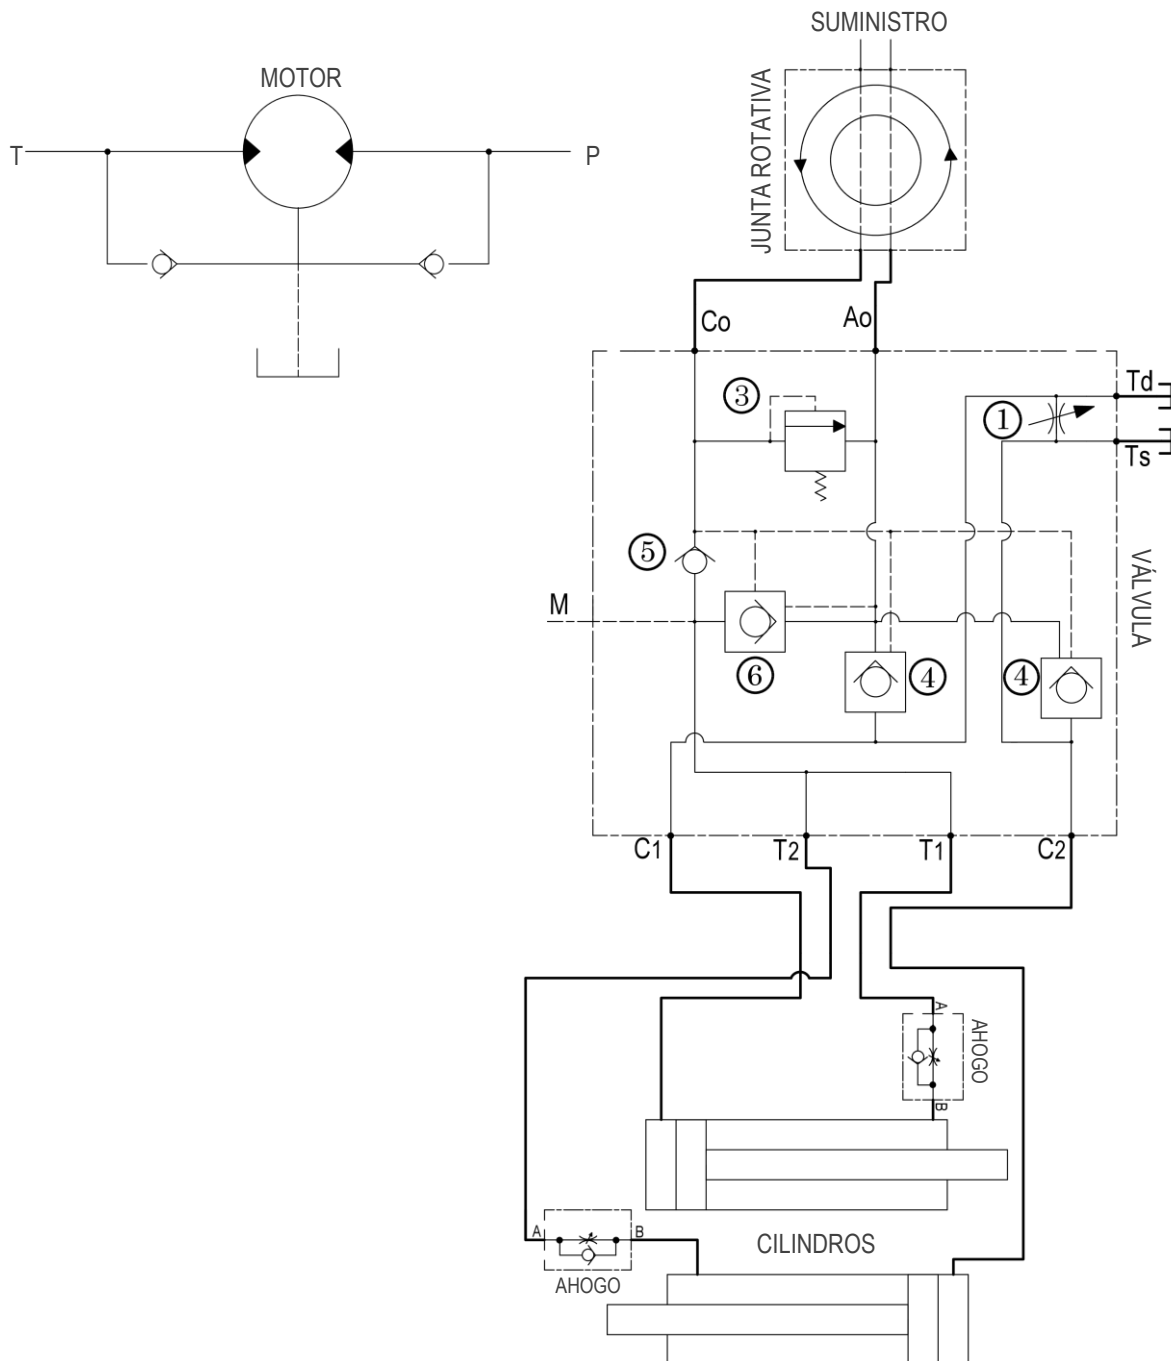 SUMINISTRO
MOTOR
JUNTA ROTATIVA
T
P
Co
Ao
Td
3
1
Ts
5
VÁLVULA
M
6
4
4
C1
T2
T1
C2
A
AHOGO
B
A
B
CILINDROS
AHOGO